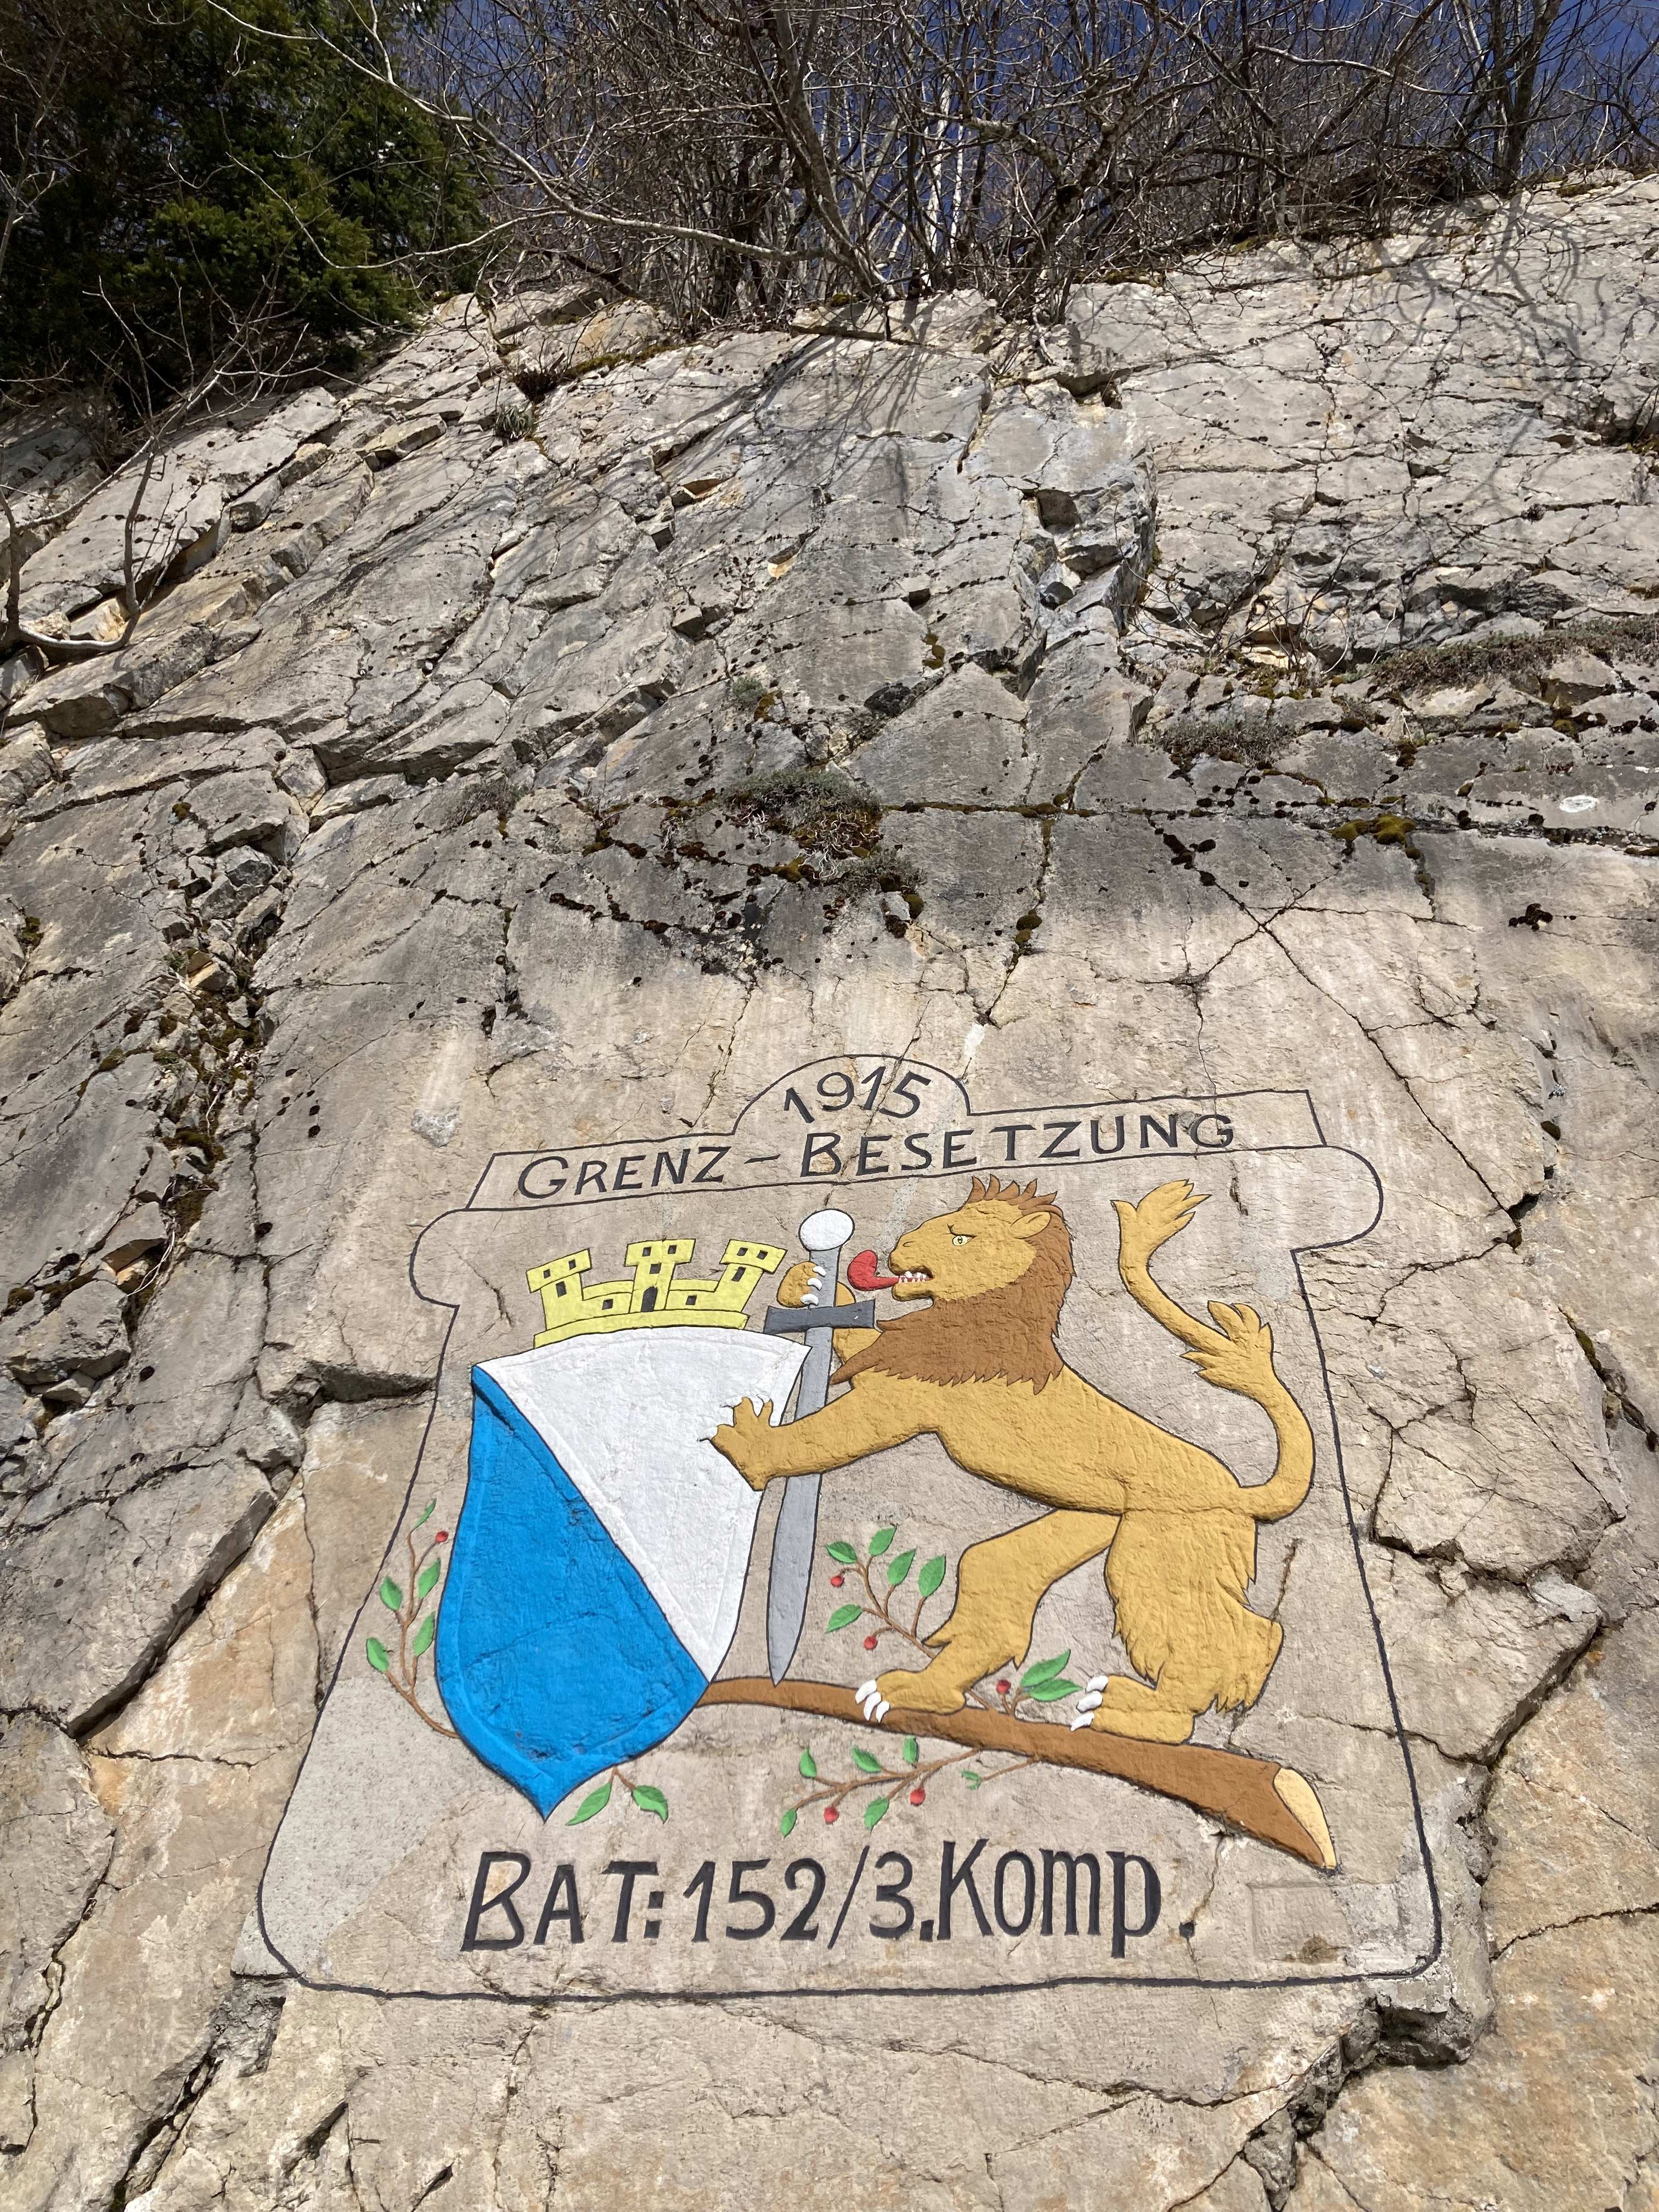 1915
GRENZ-BESETZUNG
BAT: 152/3. Komp.